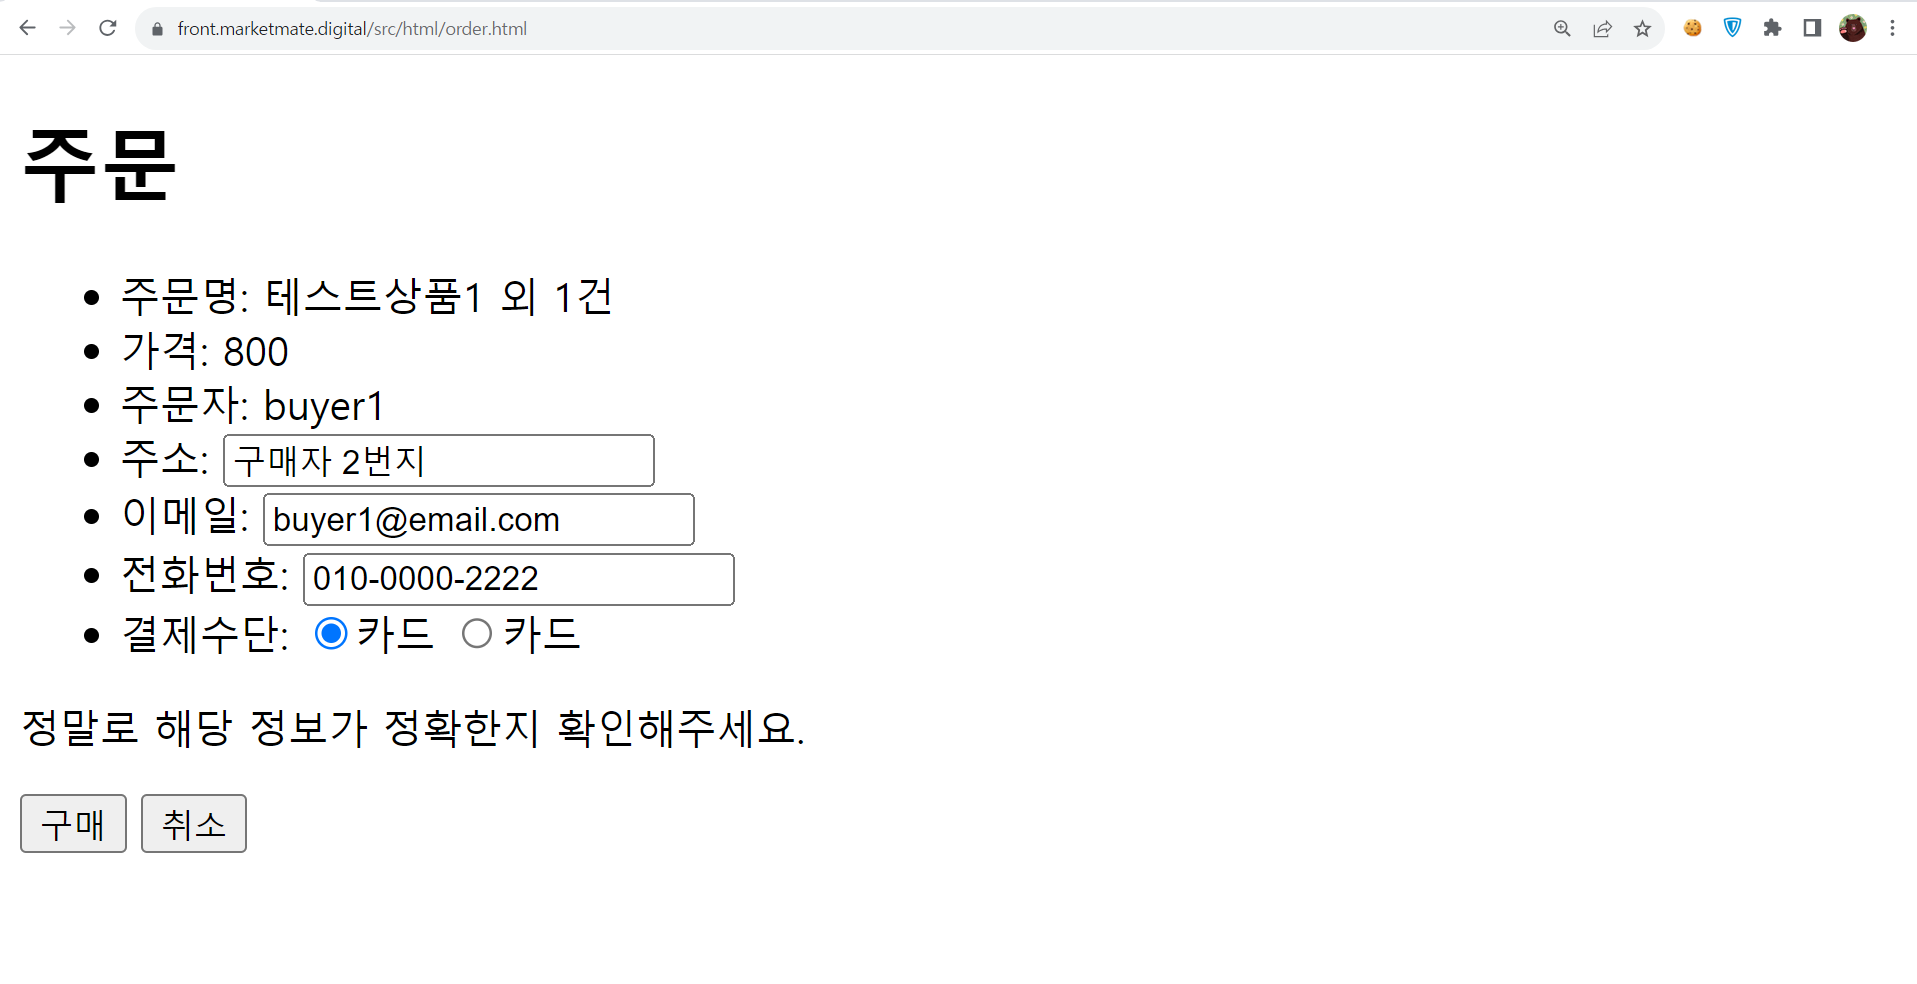 front.marketmate.digital/src/html/order.html
주문
주문명: 테스트상품1 외 1건
가격: 800
주문자: buyer1
주소: 구매자 2번지
이메일: buyer1@email.com
전화번호: 010-0000-2222
결제수단: 카드 카드
정말로 해당 정보가 정확한지 확인해주세요.
구매 취소